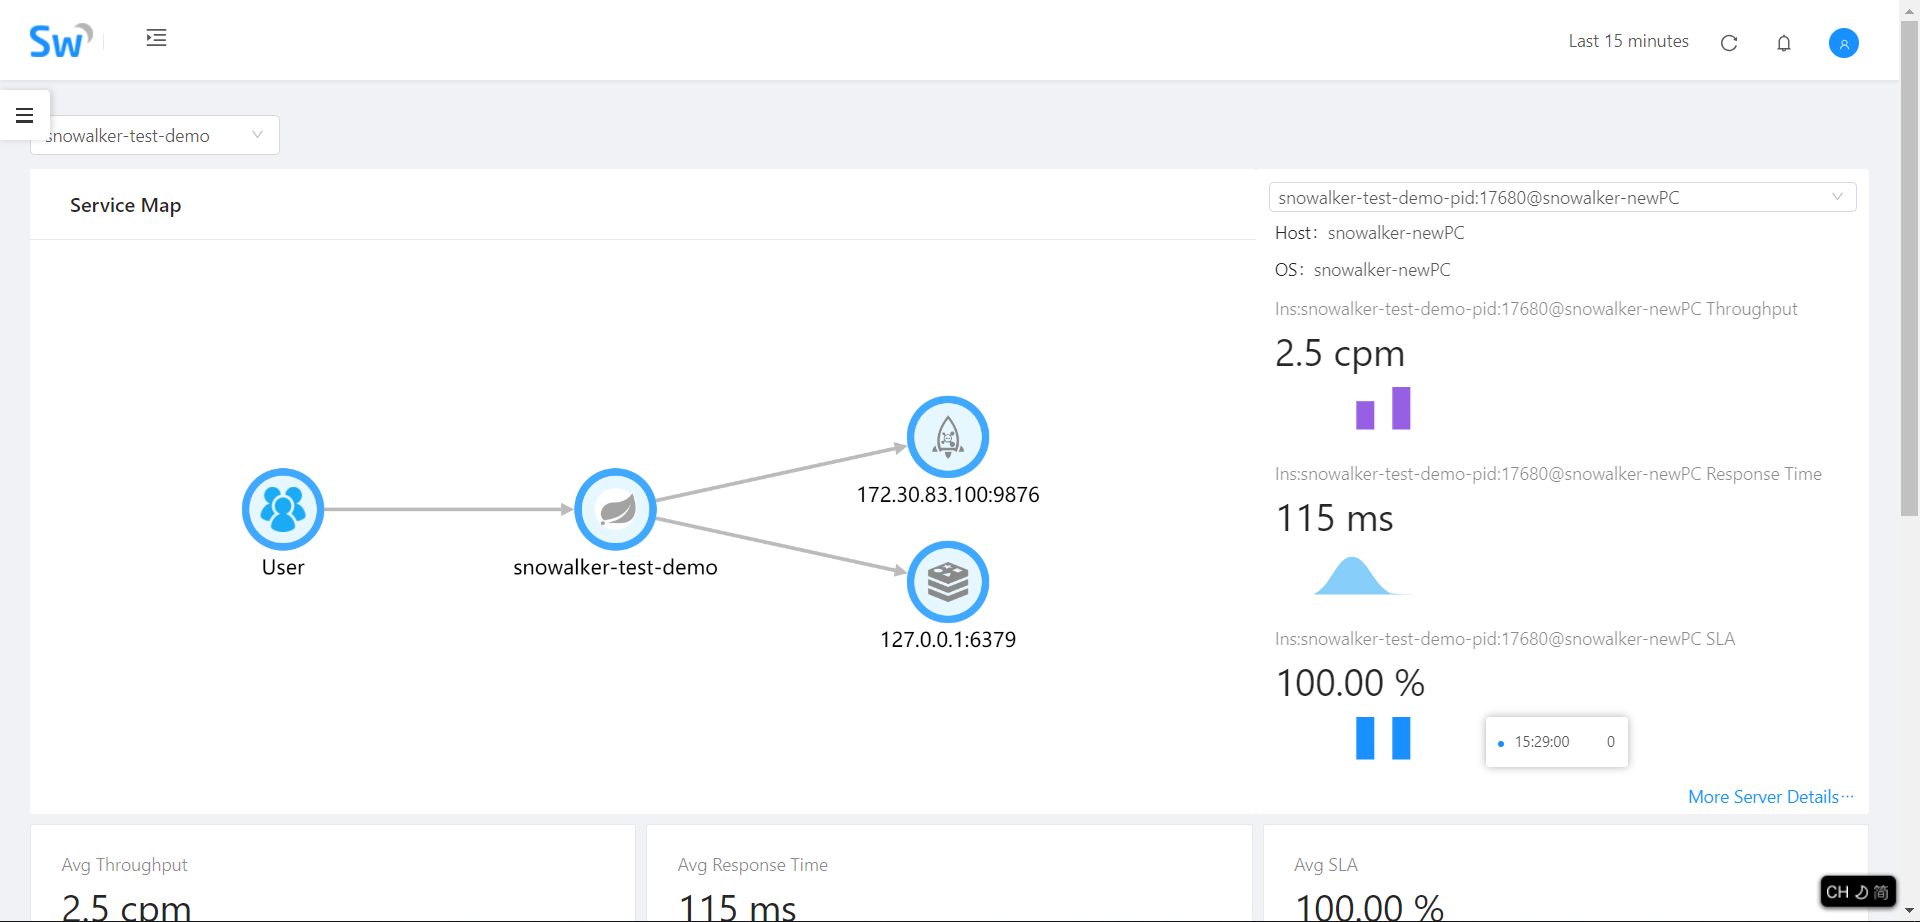 Sw
Last 15 minutes
snowalker-test-demo
Service Map
User
snowalker-test-demo
172.30.83.100:9876
127.0.0.1:6379
snowalker-test-demo-pid:17680@snowalker-newPC
Host: snowalker-newPC
OS: snowalker-newPC
Ins:snowalker-test-demo-pid:17680@snowalker-newPC Throughput
2.5 cpm
Ins:snowalker-test-demo-pid:17680@snowalker-newPC Response Time
115 ms
Ins:snowalker-test-demo-pid:17680@snowalker-newPC SLA
100.00 %
15:29:00 0
More Server Details···
Avg Throughput
2.5 cpm
Avg Response Time
115 ms
Avg SLA
100.00 %
CH 简